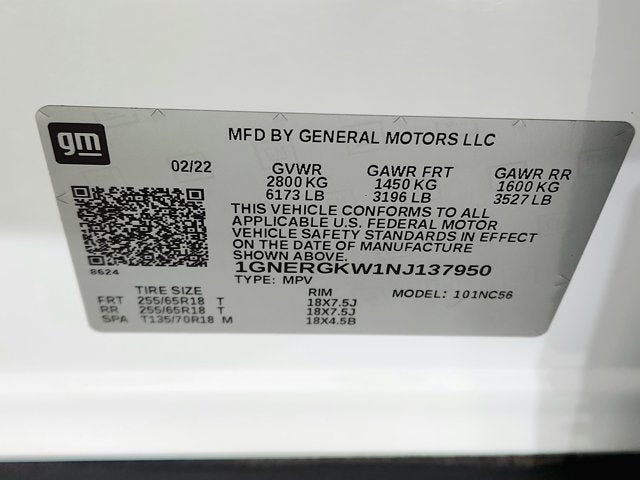 gm
MFD BY GENERAL MOTORS LLC
02/22 GVWR GAWR FRT GAWR RR
2800 KG 1450 KG 1600 KG
6173 LB 3196 LB 3527 LB
THIS VEHICLE CONFORMS TO ALL
APPLICABLE U.S. FEDERAL MOTOR
VEHICLE SAFETY STANDARDS IN EFFECT
ON THE DATE OF MANUFACTURE
SHOWN ABOVE.
8624 1GNERGKW1NJ137950
TYPE: MPV MODEL: 101NC56
TIRE SIZE RIM
FRT 255/65R18 T 18X7.5J
RR 255/65R18 T 18X7.5J
SPA T135/70R18 M 18X4.5B